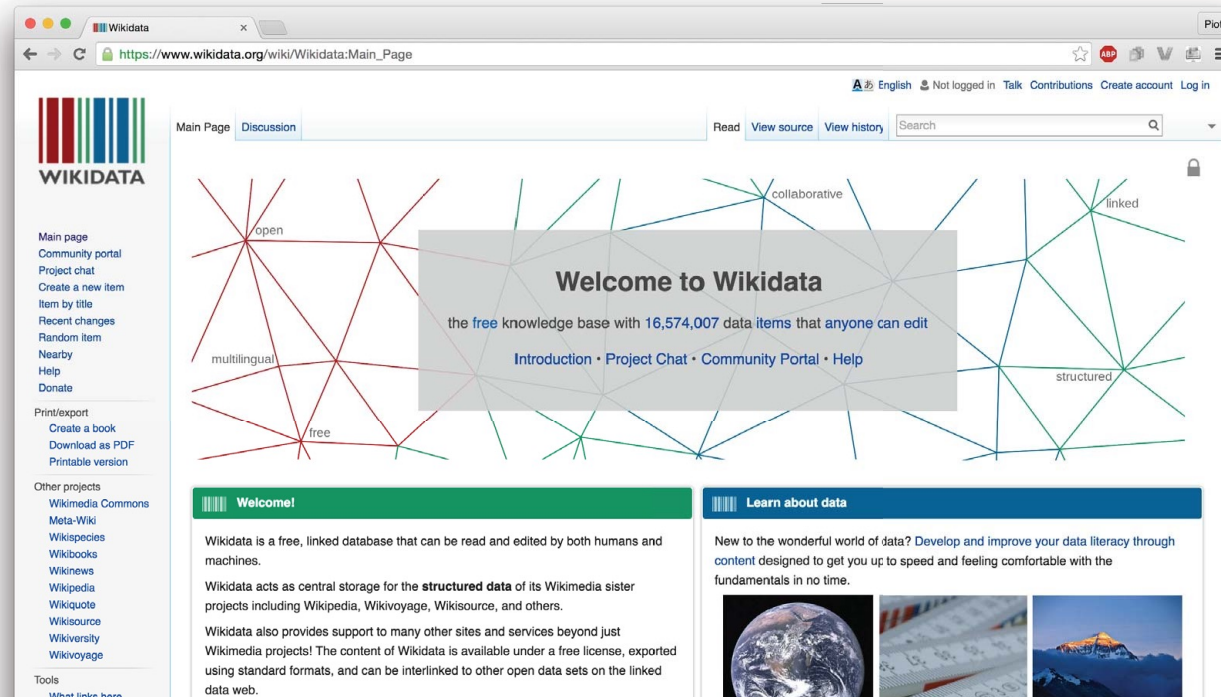 Wikidata
Piot
https://www.wikidata.org/wiki/Wikidata:Main_Page
ABP
English Not logged in Talk Contributions Create account Log in
WIKIDATA
Main Page Discussion
Read View source View history Search
Main page
Community portal
Project chat
Create a new item
Item by title
Recent changes
Random item
Nearby
Help
Donate
Print/export
Create a book
Download as PDF
Printable version
Other projects
Wikimedia Commons
Meta-Wiki
Wikispecies
Wikibooks
Wikinews
Wikipedia
Wikiquote
Wikisource
Wikiversity
Wikivoyage
Tools
What links here
open
collaborative
linked
multilingual
structured
free
Welcome to Wikidata
the free knowledge base with 16,574,007 data items that anyone can edit
Introduction • Project Chat • Community Portal • Help
Welcome!
Wikidata is a free, linked database that can be read and edited by both humans and
machines.
Wikidata acts as central storage for the structured data of its Wikimedia sister
projects including Wikipedia, Wikivoyage, Wikisource, and others.
Wikidata also provides support to many other sites and services beyond just
Wikimedia projects! The content of Wikidata is available under a free license, exported
using standard formats, and can be interlinked to other open data sets on the linked
data web.
Learn about data
New to the wonderful world of data? Develop and improve your data literacy through
content designed to get you up to speed and feeling comfortable with the
fundamentals in no time.